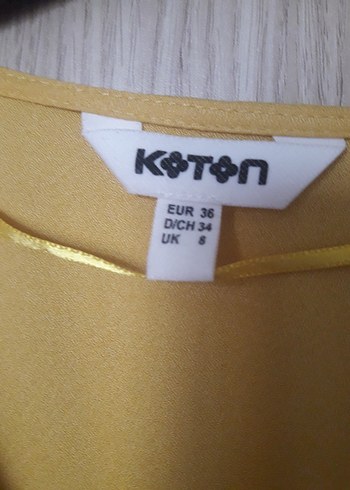 KOTON
EUR 36
D/CH 34
UK 8